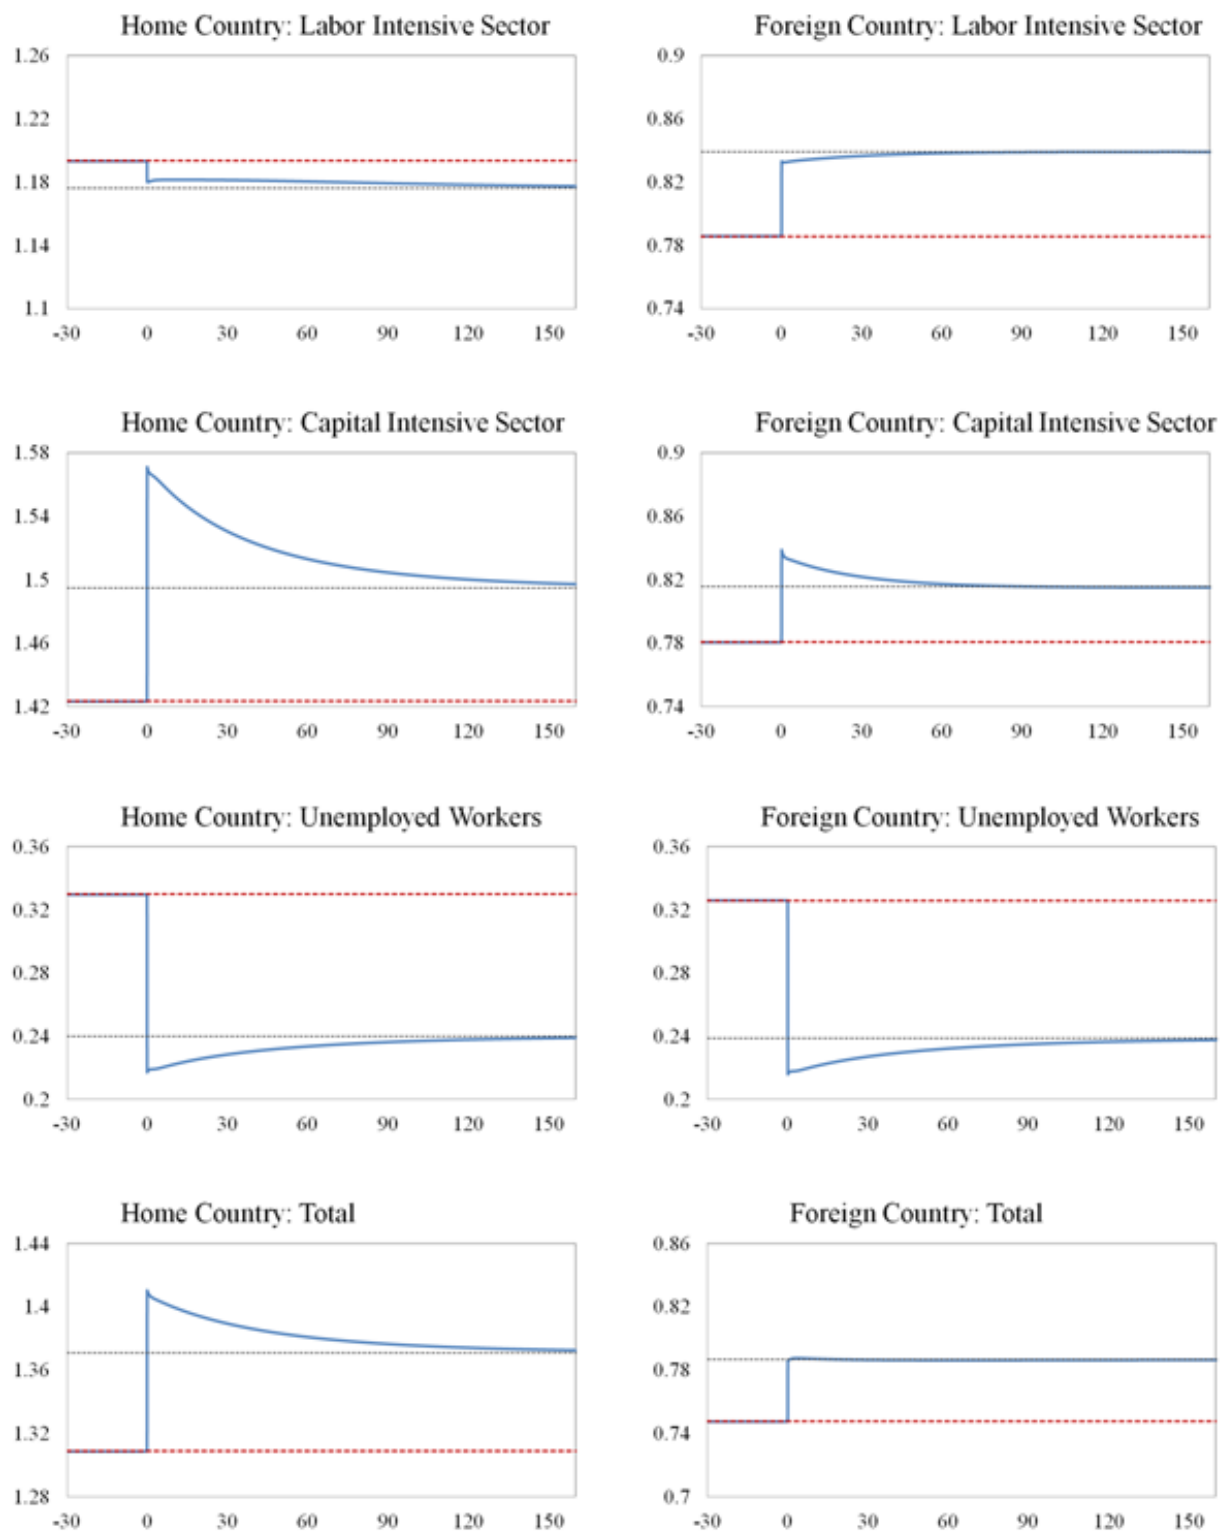 Home Country: Labor Intensive Sector
1.26
1.22
1.18
1.14
1.1
-30 0 30 60 90 120 150
Foreign Country: Labor Intensive Sector
0.9
0.86
0.82
0.78
0.74
-30 0 30 60 90 120 150
Home Country: Capital Intensive Sector
1.58
1.54
1.5
1.46
1.42
-30 0 30 60 90 120 150
Foreign Country: Capital Intensive Sector
0.9
0.86
0.82
0.78
0.74
-30 0 30 60 90 120 150
Home Country: Unemployed Workers
0.36
0.32
0.28
0.24
0.2
-30 0 30 60 90 120 150
Foreign Country: Unemployed Workers
0.36
0.32
0.28
0.24
0.2
-30 0 30 60 90 120 150
Home Country: Total
1.44
1.4
1.36
1.32
1.28
-30 0 30 60 90 120 150
Foreign Country: Total
0.86
0.82
0.78
0.74
0.7
-30 0 30 60 90 120 150